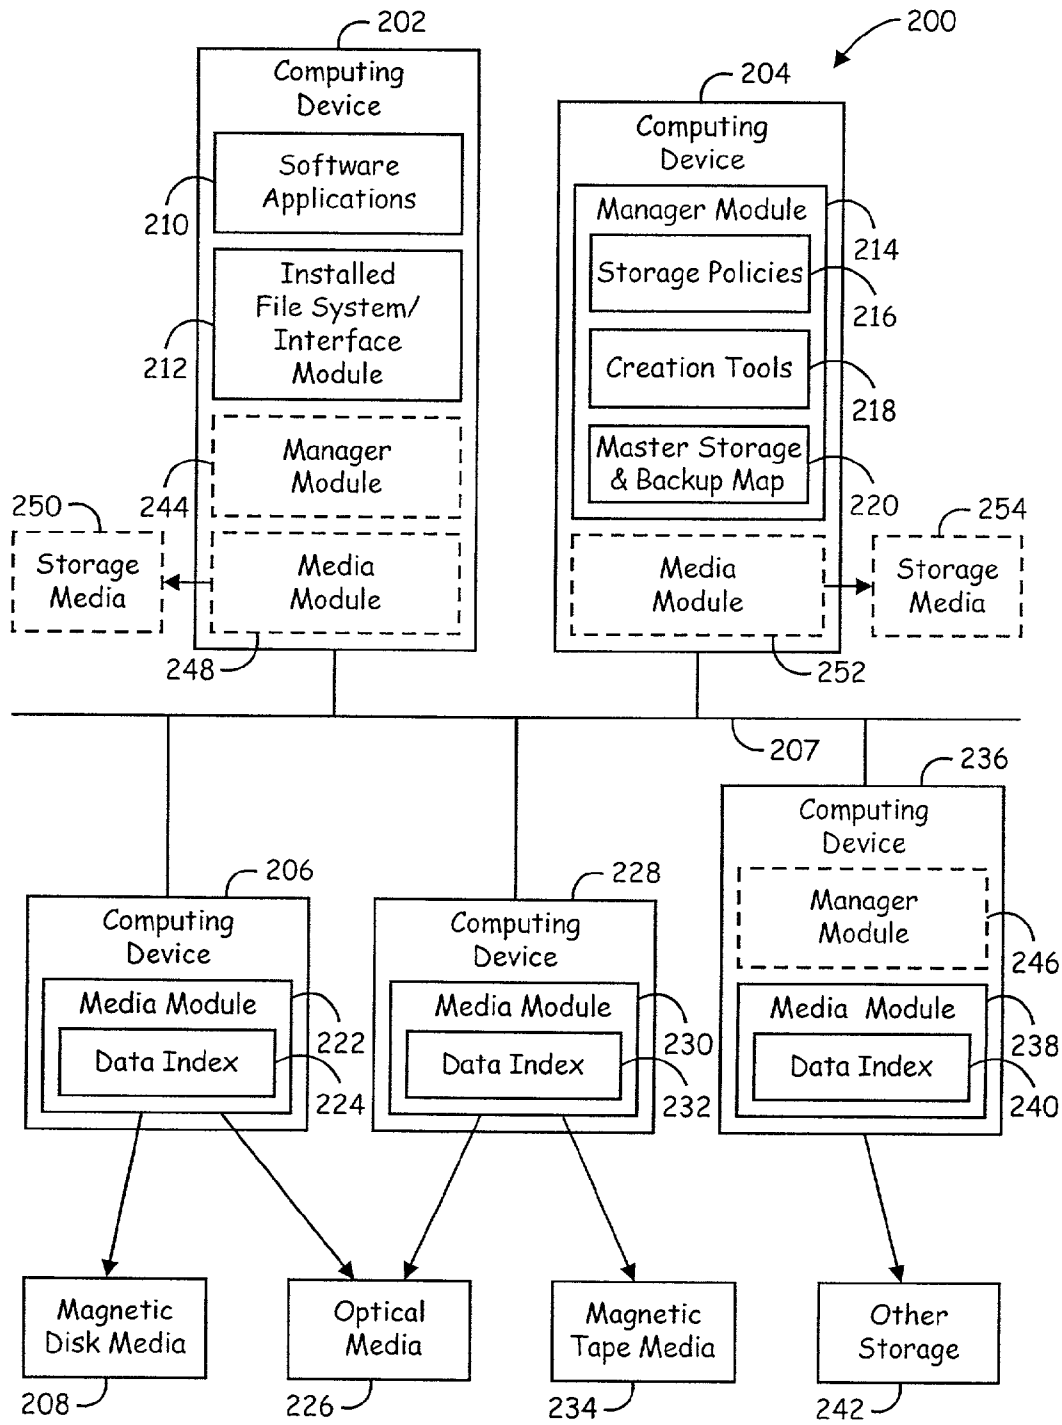 202
200
Computing
Device
204
Computing
Device
Software
Applications
210
Manager Module
214
Storage Policies
216
Installed
File System/
Interface
Module
212
Creation Tools
218
Manager
Module
244
Master Storage
& Backup Map
220
250
Storage
Media
Media
Module
248
Media
Module
252
254
Storage
Media
207
236
Computing
Device
206
Computing
Device
228
Computing
Device
Manager
Module
246
Media Module
222
Data Index
224
Media Module
230
Data Index
232
Media Module
238
Data Index
240
Magnetic
Disk Media
208
Optical
Media
226
Magnetic
Tape Media
234
Other
Storage
242